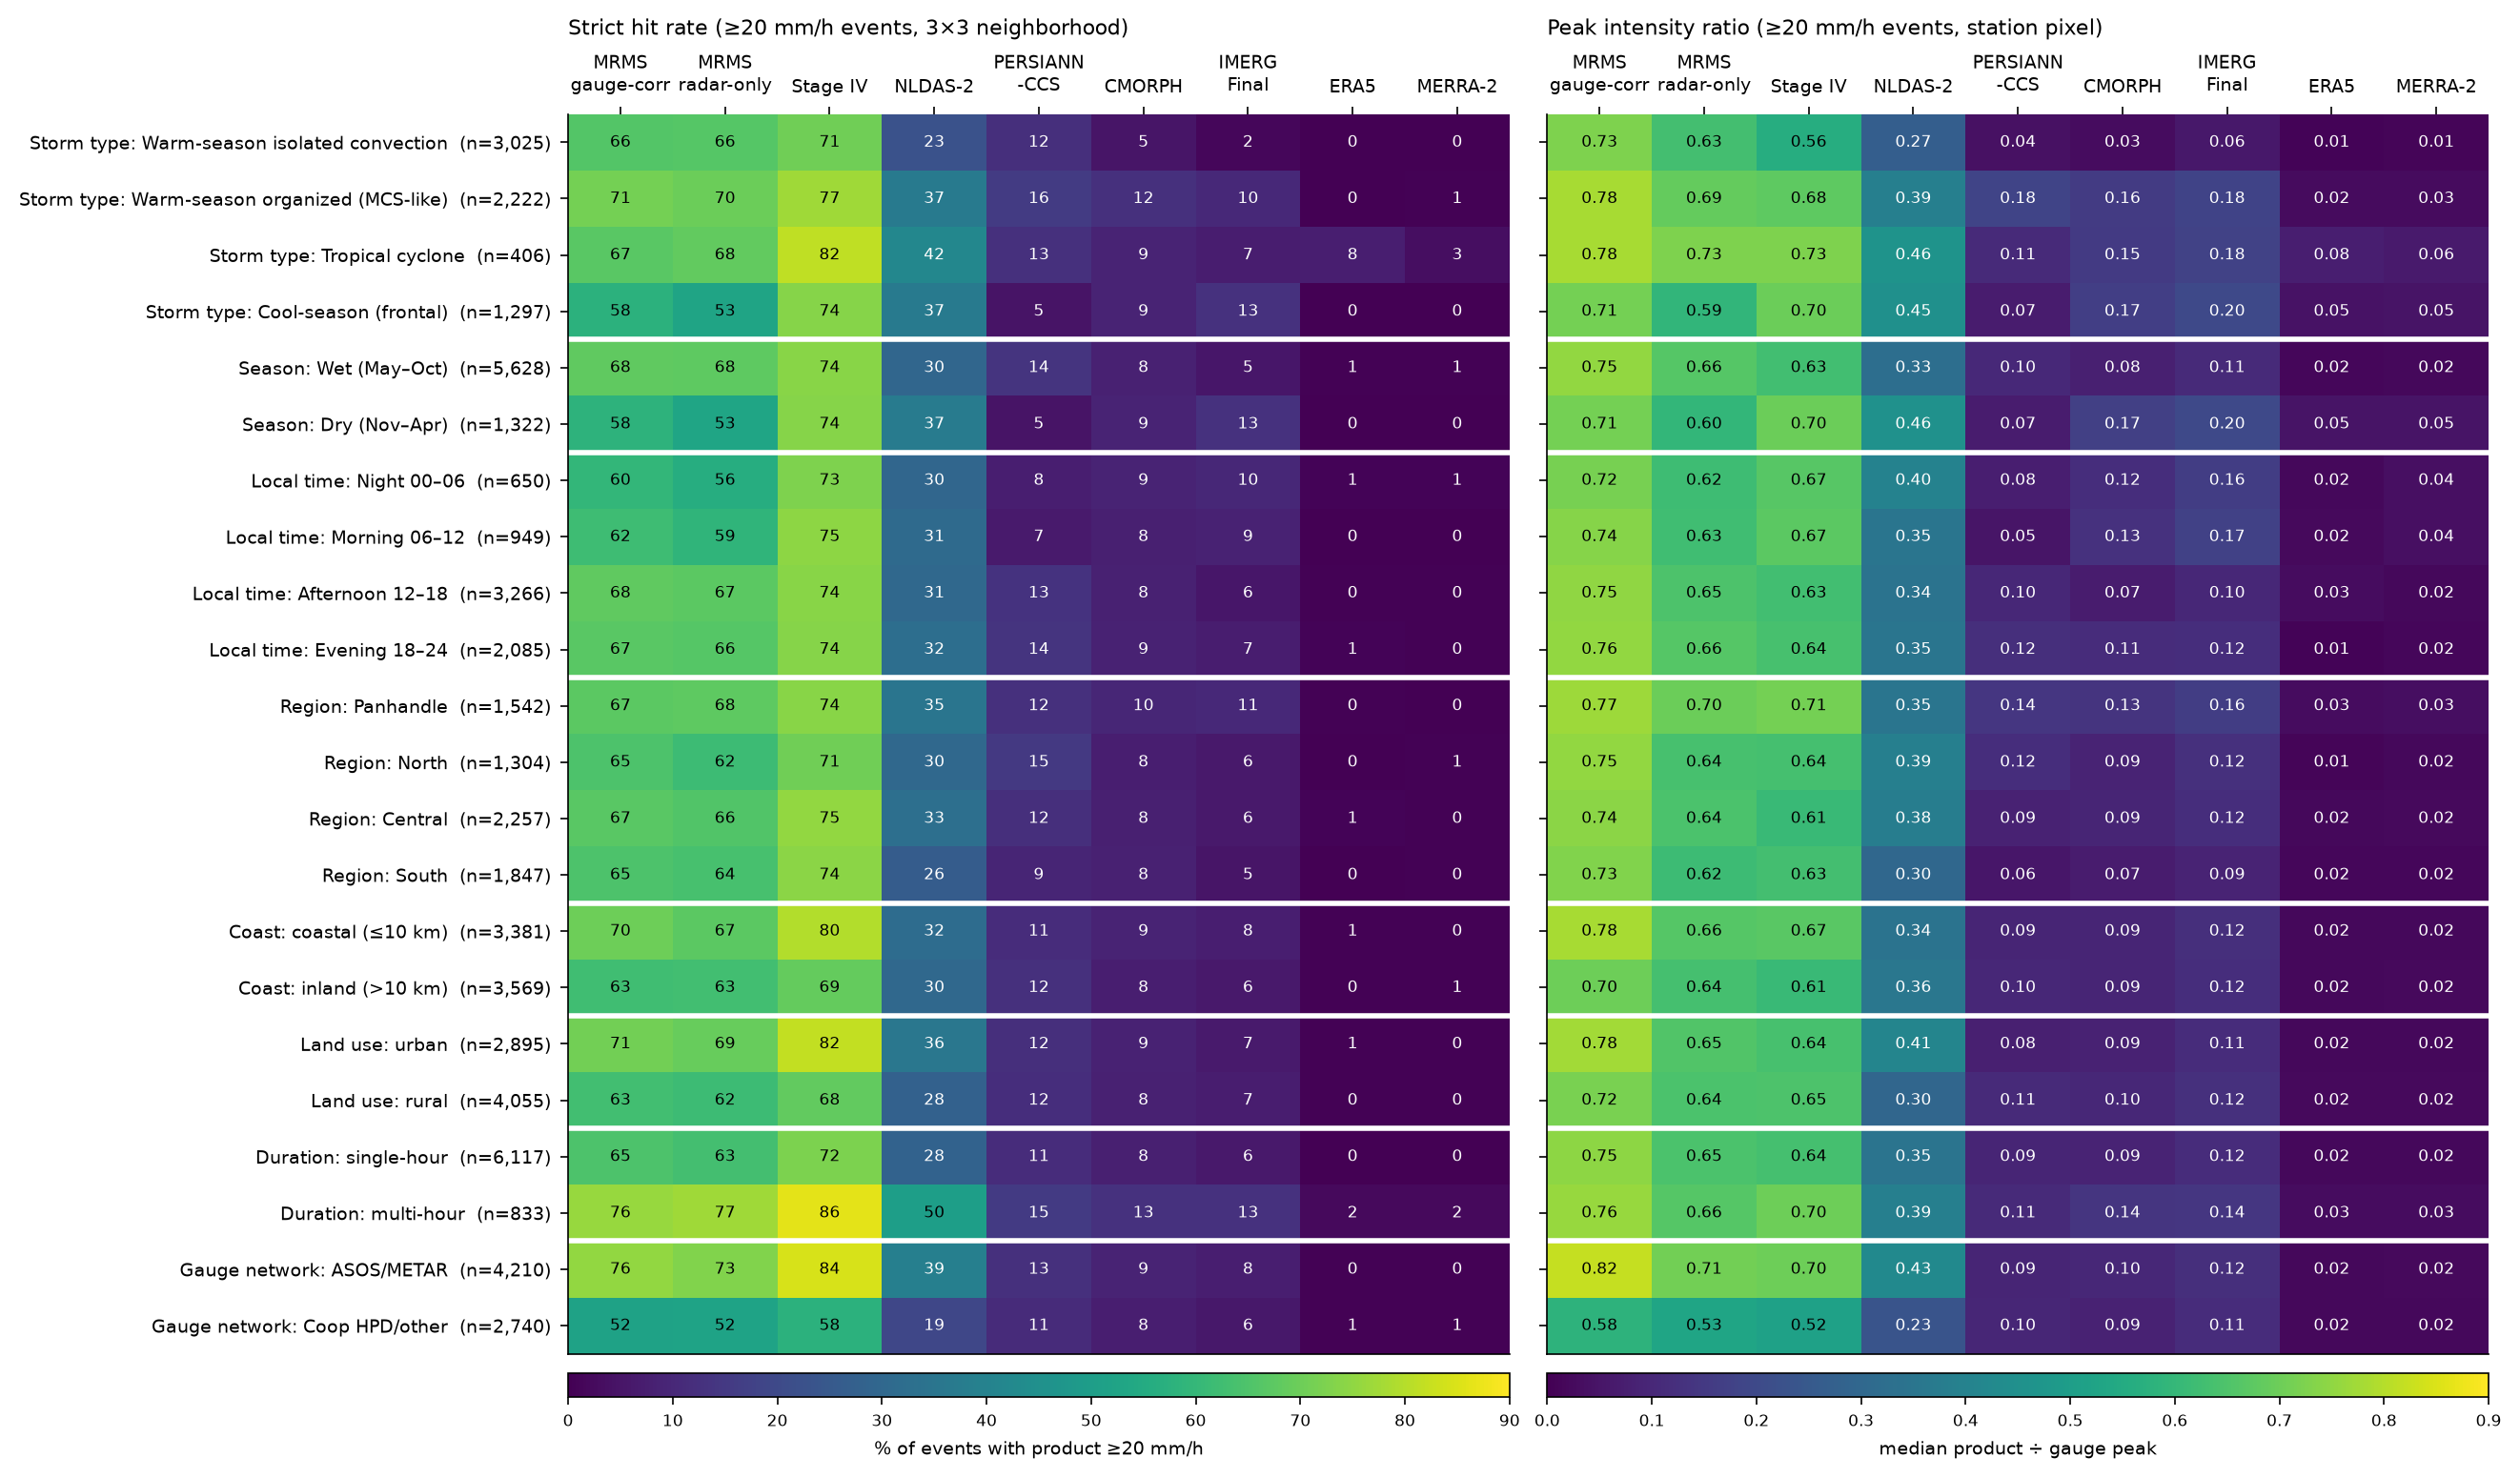 Strict hit rate (≥20 mm/h events, 3×3 neighborhood)
MRMS gauge-corr MRMS radar-only Stage IV NLDAS-2 PERSIANN -CCS CMORPH IMERG Final ERA5 MERRA-2
Peak intensity ratio (≥20 mm/h events, station pixel)
MRMS gauge-corr MRMS radar-only Stage IV NLDAS-2 PERSIANN -CCS CMORPH IMERG Final ERA5 MERRA-2
Storm type: Warm-season isolated convection (n=3,025) 66 66 71 23 12 5 2 0 0 0.73 0.63 0.56 0.27 0.04 0.03 0.06 0.01 0.01
Storm type: Warm-season organized (MCS-like) (n=2,222) 71 70 77 37 16 12 10 0 1 0.78 0.69 0.68 0.39 0.18 0.16 0.18 0.02 0.03
Storm type: Tropical cyclone (n=406) 67 68 82 42 13 9 7 8 3 0.78 0.73 0.73 0.46 0.11 0.15 0.18 0.08 0.06
Storm type: Cool-season (frontal) (n=1,297) 58 53 74 37 5 9 13 0 0 0.71 0.59 0.70 0.45 0.07 0.17 0.20 0.05 0.05
Season: Wet (May–Oct) (n=5,628) 68 68 74 30 14 8 5 1 1 0.75 0.66 0.63 0.33 0.10 0.08 0.11 0.02 0.02
Season: Dry (Nov–Apr) (n=1,322) 58 53 74 37 5 9 13 0 0 0.71 0.60 0.70 0.46 0.07 0.17 0.20 0.05 0.05
Local time: Night 00–06 (n=650) 60 56 73 30 8 9 10 1 1 0.72 0.62 0.67 0.40 0.08 0.12 0.16 0.02 0.04
Local time: Morning 06–12 (n=949) 62 59 75 31 7 8 9 0 0 0.74 0.63 0.67 0.35 0.05 0.13 0.17 0.02 0.04
Local time: Afternoon 12–18 (n=3,266) 68 67 74 31 13 8 6 0 0 0.75 0.65 0.63 0.34 0.10 0.07 0.10 0.03 0.02
Local time: Evening 18–24 (n=2,085) 67 66 74 32 14 9 7 1 0 0.76 0.66 0.64 0.35 0.12 0.11 0.12 0.01 0.02
Region: Panhandle (n=1,542) 67 68 74 35 12 10 11 0 0 0.77 0.70 0.71 0.35 0.14 0.13 0.16 0.03 0.03
Region: North (n=1,304) 65 62 71 30 15 8 6 0 1 0.75 0.64 0.64 0.39 0.12 0.09 0.12 0.01 0.02
Region: Central (n=2,257) 67 66 75 33 12 8 6 1 0 0.74 0.64 0.61 0.38 0.09 0.09 0.12 0.02 0.02
Region: South (n=1,847) 65 64 74 26 9 8 5 0 0 0.73 0.62 0.63 0.30 0.06 0.07 0.09 0.02 0.02
Coast: coastal (≤10 km) (n=3,381) 70 67 80 32 11 9 8 1 0 0.78 0.66 0.67 0.34 0.09 0.09 0.12 0.02 0.02
Coast: inland (>10 km) (n=3,569) 63 63 69 30 12 8 6 0 1 0.70 0.64 0.61 0.36 0.10 0.09 0.12 0.02 0.02
Land use: urban (n=2,895) 71 69 82 36 12 9 7 1 0 0.78 0.65 0.64 0.41 0.08 0.09 0.11 0.02 0.02
Land use: rural (n=4,055) 63 62 68 28 12 8 7 0 0 0.72 0.64 0.65 0.30 0.11 0.10 0.12 0.02 0.02
Duration: single-hour (n=6,117) 65 63 72 28 11 8 6 0 0 0.75 0.65 0.64 0.35 0.09 0.09 0.12 0.02 0.02
Duration: multi-hour (n=833) 76 77 86 50 15 13 13 2 2 0.76 0.66 0.70 0.39 0.11 0.14 0.14 0.03 0.03
Gauge network: ASOS/METAR (n=4,210) 76 73 84 39 13 9 8 0 0 0.82 0.71 0.70 0.43 0.09 0.10 0.12 0.02 0.02
Gauge network: Coop HPD/other (n=2,740) 52 52 58 19 11 8 6 1 1 0.58 0.53 0.52 0.23 0.10 0.09 0.11 0.02 0.02
0 10 20 30 40 50 60 70 80 90
% of events with product ≥20 mm/h
0.0 0.1 0.2 0.3 0.4 0.5 0.6 0.7 0.8 0.9
median product ÷ gauge peak